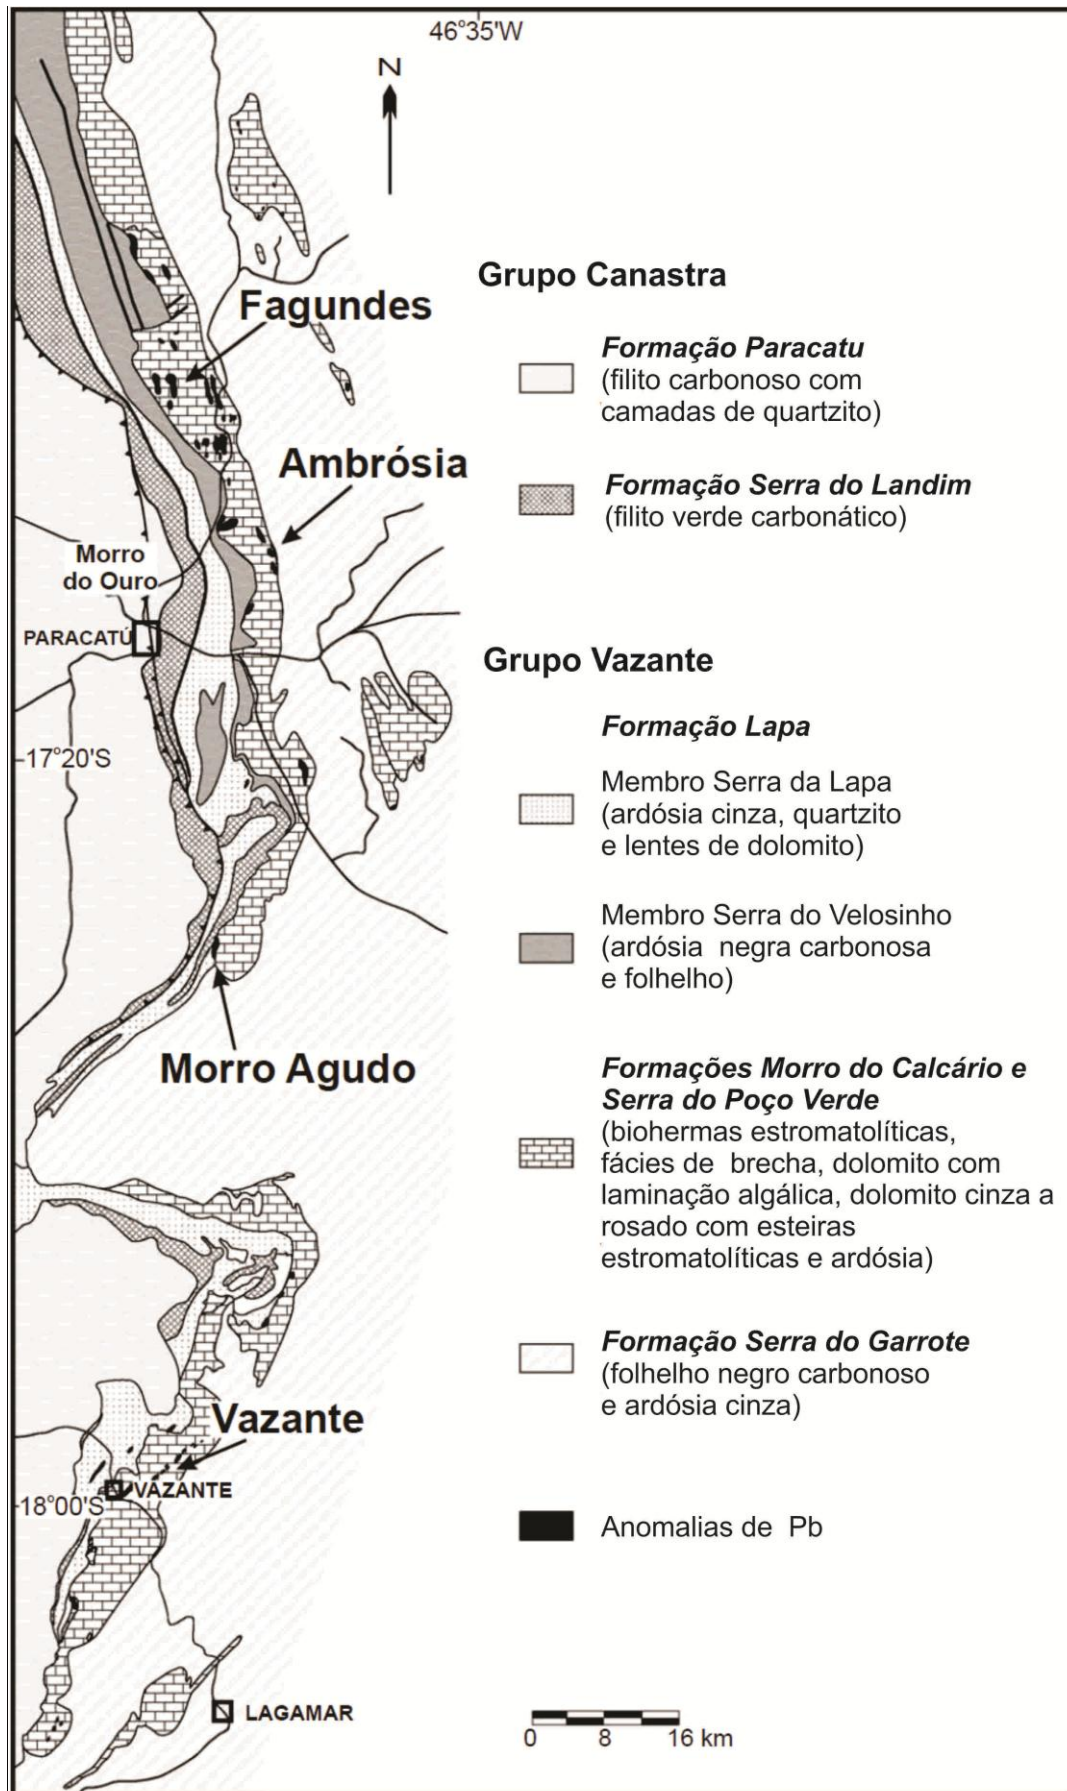 46°35'W
N
Fagundes
Ambrósia
Morro
do Ouro
PARACATÚ
17°20'S
Morro Agudo
Vazante
VAZANTE
18°00'S
LAGAMAR
Grupo Canastra
Formação Paracatu
(filito carbonoso com
camadas de quartzito)
Formação Serra do Landim
(filito verde carbonático)
Grupo Vazante
Formação Lapa
Membro Serra da Lapa
(ardósia cinza, quartzito
e lentes de dolomito)
Membro Serra do Velosinho
(ardósia negra carbonosa
e folhelho)
Formações Morro do Calcário e
Serra do Poço Verde
(biohermas estromatolíticas,
fácies de brecha, dolomito com
laminação algálica, dolomito cinza a
rosado com esteiras
estromatolíticas e ardósia)
Formação Serra do Garrote
(folhelho negro carbonoso
e ardósia cinza)
Anomalias de Pb
0 8 16 km